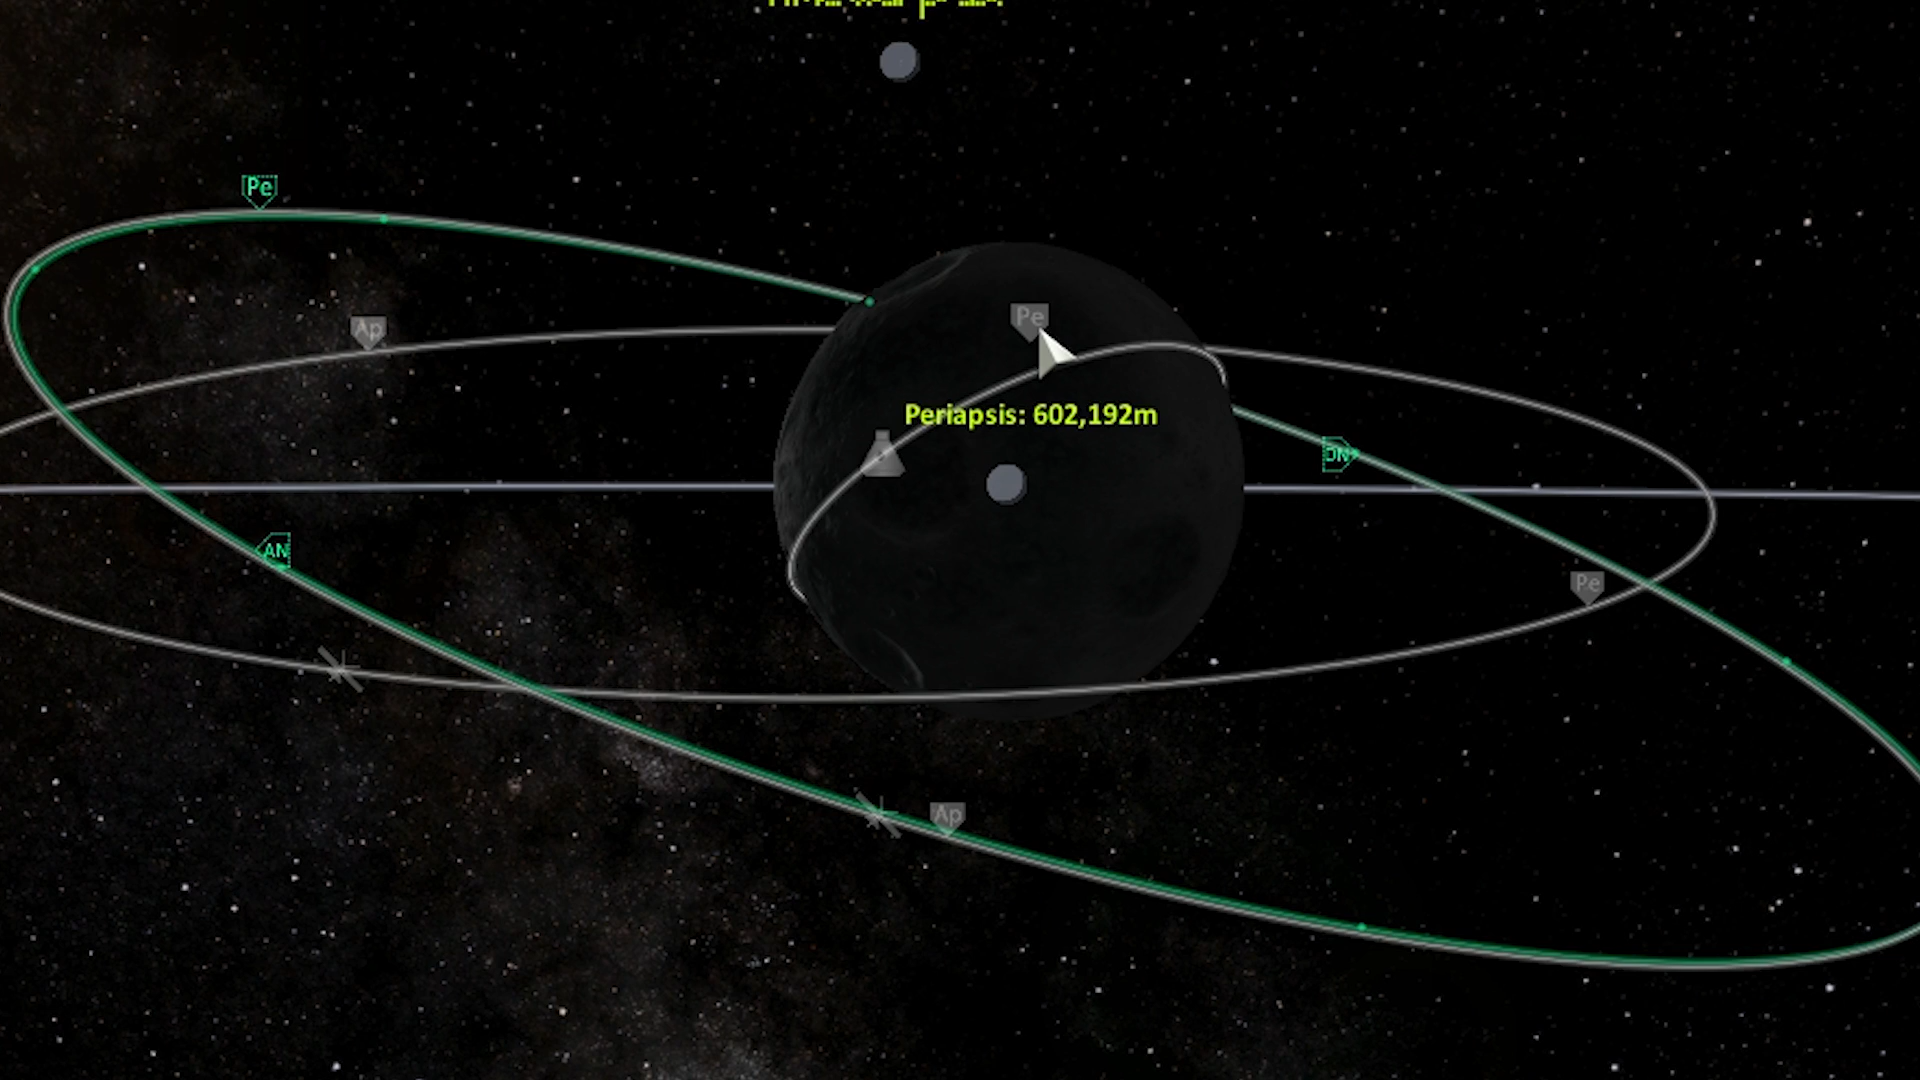 Pe
Ap
Pe
Periapsis: 602,192m
DN
AN
Pe
Ap